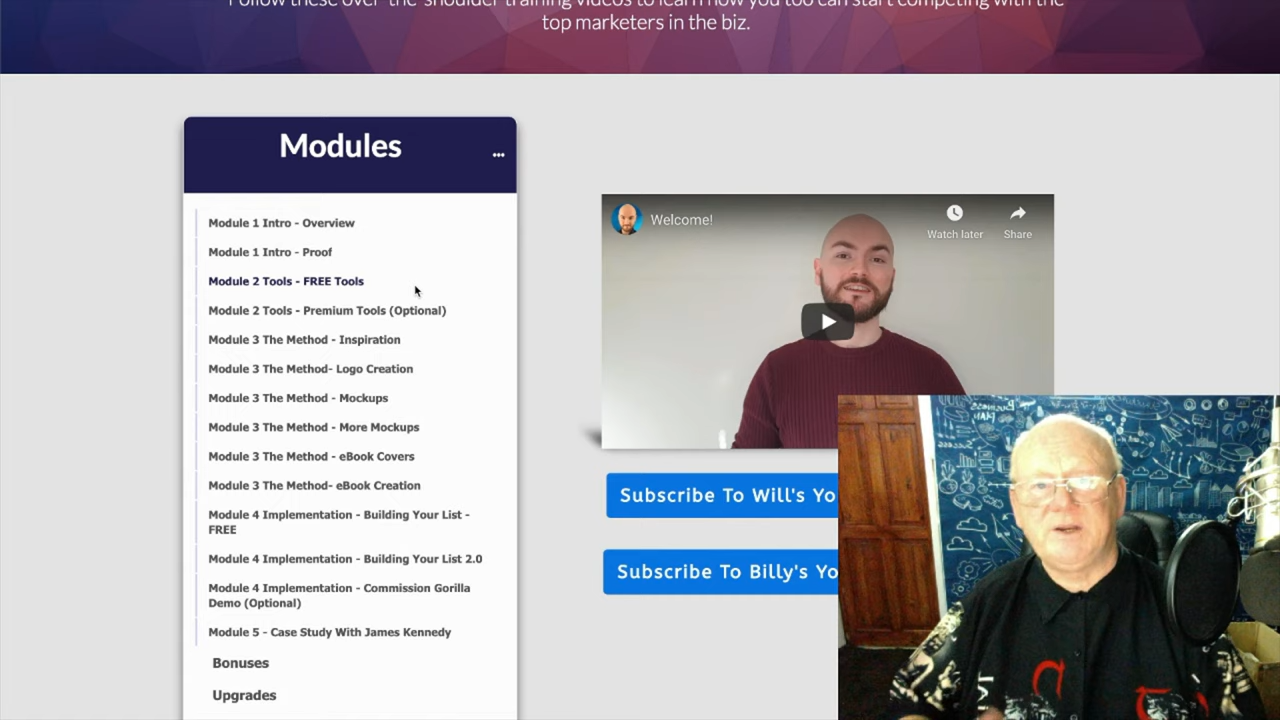 Follow these over-the-shoulder training videos to learn how you too can start competing with the
top marketers in the biz.
Modules
Module 1 Intro - Overview
Module 1 Intro - Proof
Module 2 Tools - FREE Tools
Module 2 Tools - Premium Tools (Optional)
Module 3 The Method - Inspiration
Module 3 The Method- Logo Creation
Module 3 The Method - Mockups
Module 3 The Method - More Mockups
Module 3 The Method - eBook Covers
Module 3 The Method- eBook Creation
Module 4 Implementation - Building Your List -
FREE
Module 4 Implementation - Building Your List 2.0
Module 4 Implementation - Commission Gorilla
Demo (Optional)
Module 5 - Case Study With James Kennedy
Bonuses
Upgrades
Welcome!
Watch later
Share
Subscribe To Will's Yo
Subscribe To Billy's Yo